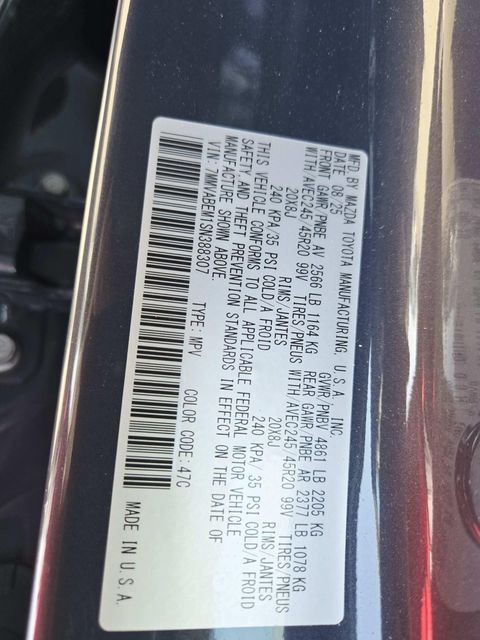 MFD BY MAZDA TOYOTA MANUFACTURING, U.S.A., INC.
DATE 08/25 GVWR/PNBV 4861 LB 2205 KG
FRONT GAWR/PNBE AV 2566 LB 1164 KG REAR GAWR PNBE AR 2377 LB 1078 KG
WITH/AVEC245/45R20 99V TIRES/PNEUS WITH/AVEC245/45R20 99V TIRES/PNEUS
20X8J RIMS/JANTES 20X8J RIMS/JANTES
240 KPA/35 PSI COLD/A FROID 240 KPA/35 PSI COLD/A FROID
THIS VEHICLE CONFORMS TO ALL APPLICABLE FEDERAL MOTOR VEHICLE
SAFETY, AND THEFT PREVENTION STANDARDS IN EFFECT ON THE DATE OF
MANUFACTURE SHOWN ABOVE.
VIN:7MMVABEM1SN388307 TYPE: MPV COLOR CODE:47C
MADE IN U.S.A.